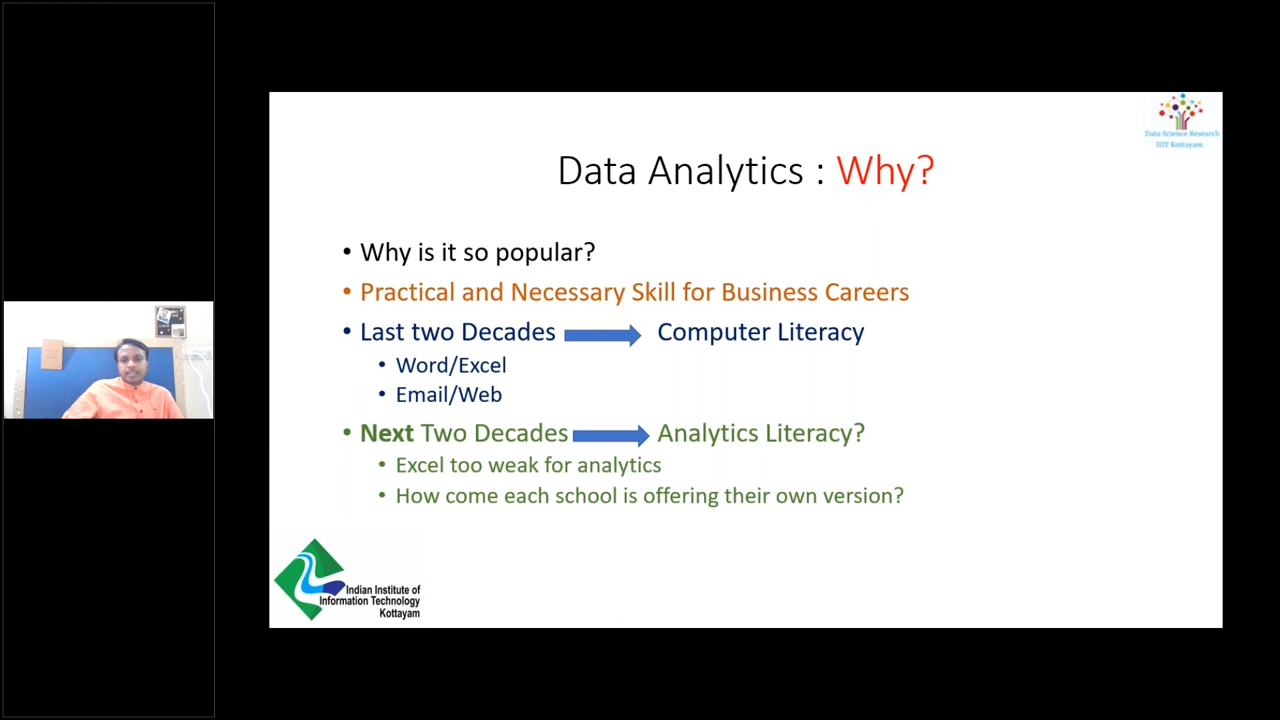 Data Science Research
IIIT Kottayam
Data Analytics : Why?
• Why is it so popular?
• Practical and Necessary Skill for Business Careers
• Last two Decades Computer Literacy
• Word/Excel
• Email/Web
• Next Two Decades Analytics Literacy?
• Excel too weak for analytics
• How come each school is offering their own version?
Indian Institute of
Information Technology
Kottayam